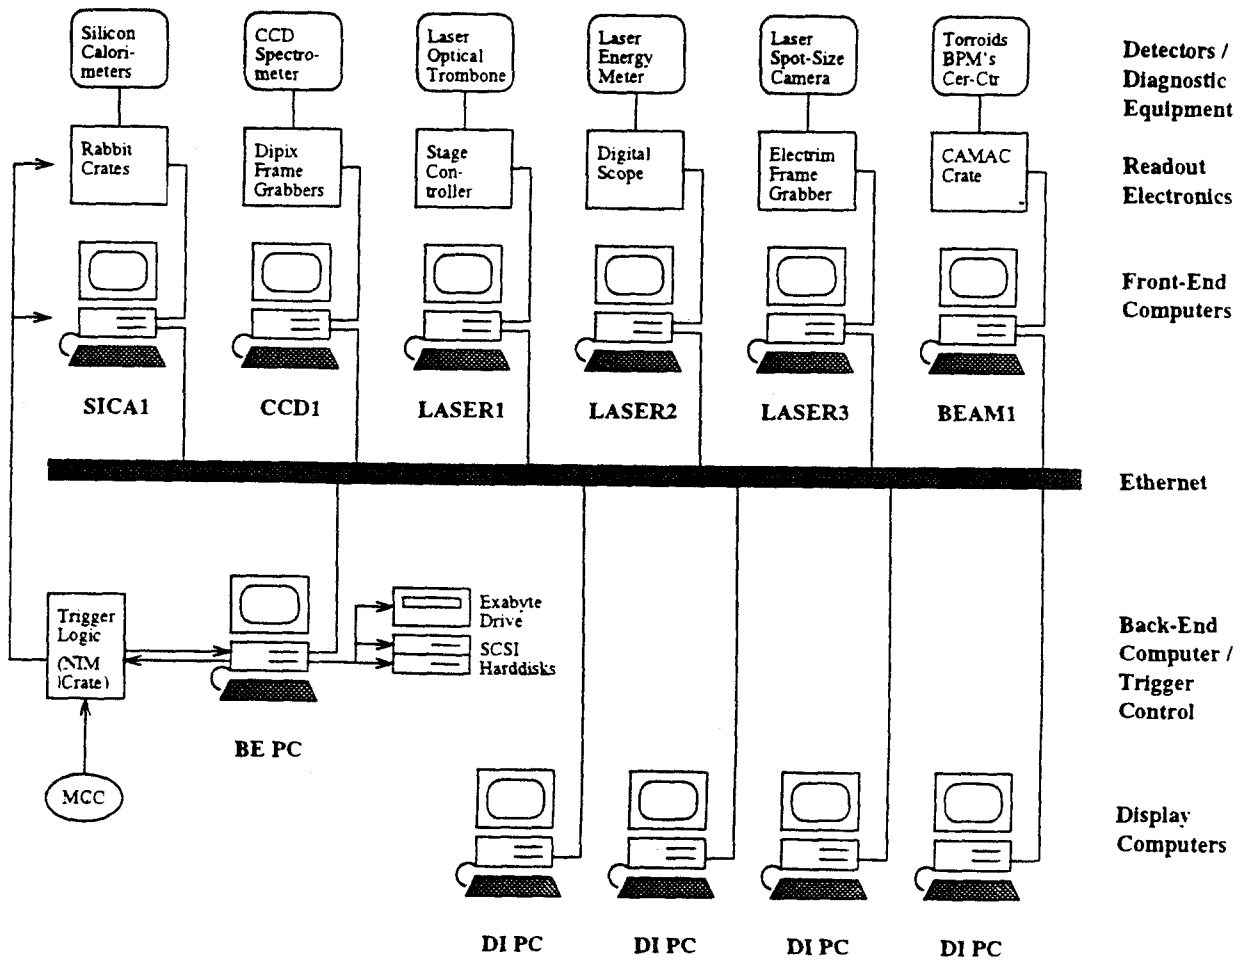 Silicon
Calori-
meters
CCD
Spectro-
meter
Laser
Optical
Trombone
Laser
Energy
Meter
Laser
Spot-Size
Camera
Torroids
BPM's
Cer-Ctr
Detectors /
Diagnostic
Equipment
Rabbit
Crates
Dipix
Frame
Grabbers
Stage
Con-
troller
Digital
Scope
Electrim
Frame
Grabber
CAMAC
Crate
Readout
Electronics
Front-End
Computers
SICA1
CCD1
LASER1
LASER2
LASER3
BEAM1
Ethernet
Trigger
Logic
(NIM
Crate)
Exabyte
Drive
SCSI
Harddisks
Back-End
Computer /
Trigger
Control
BE PC
MCC
Display
Computers
DI PC
DI PC
DI PC
DI PC